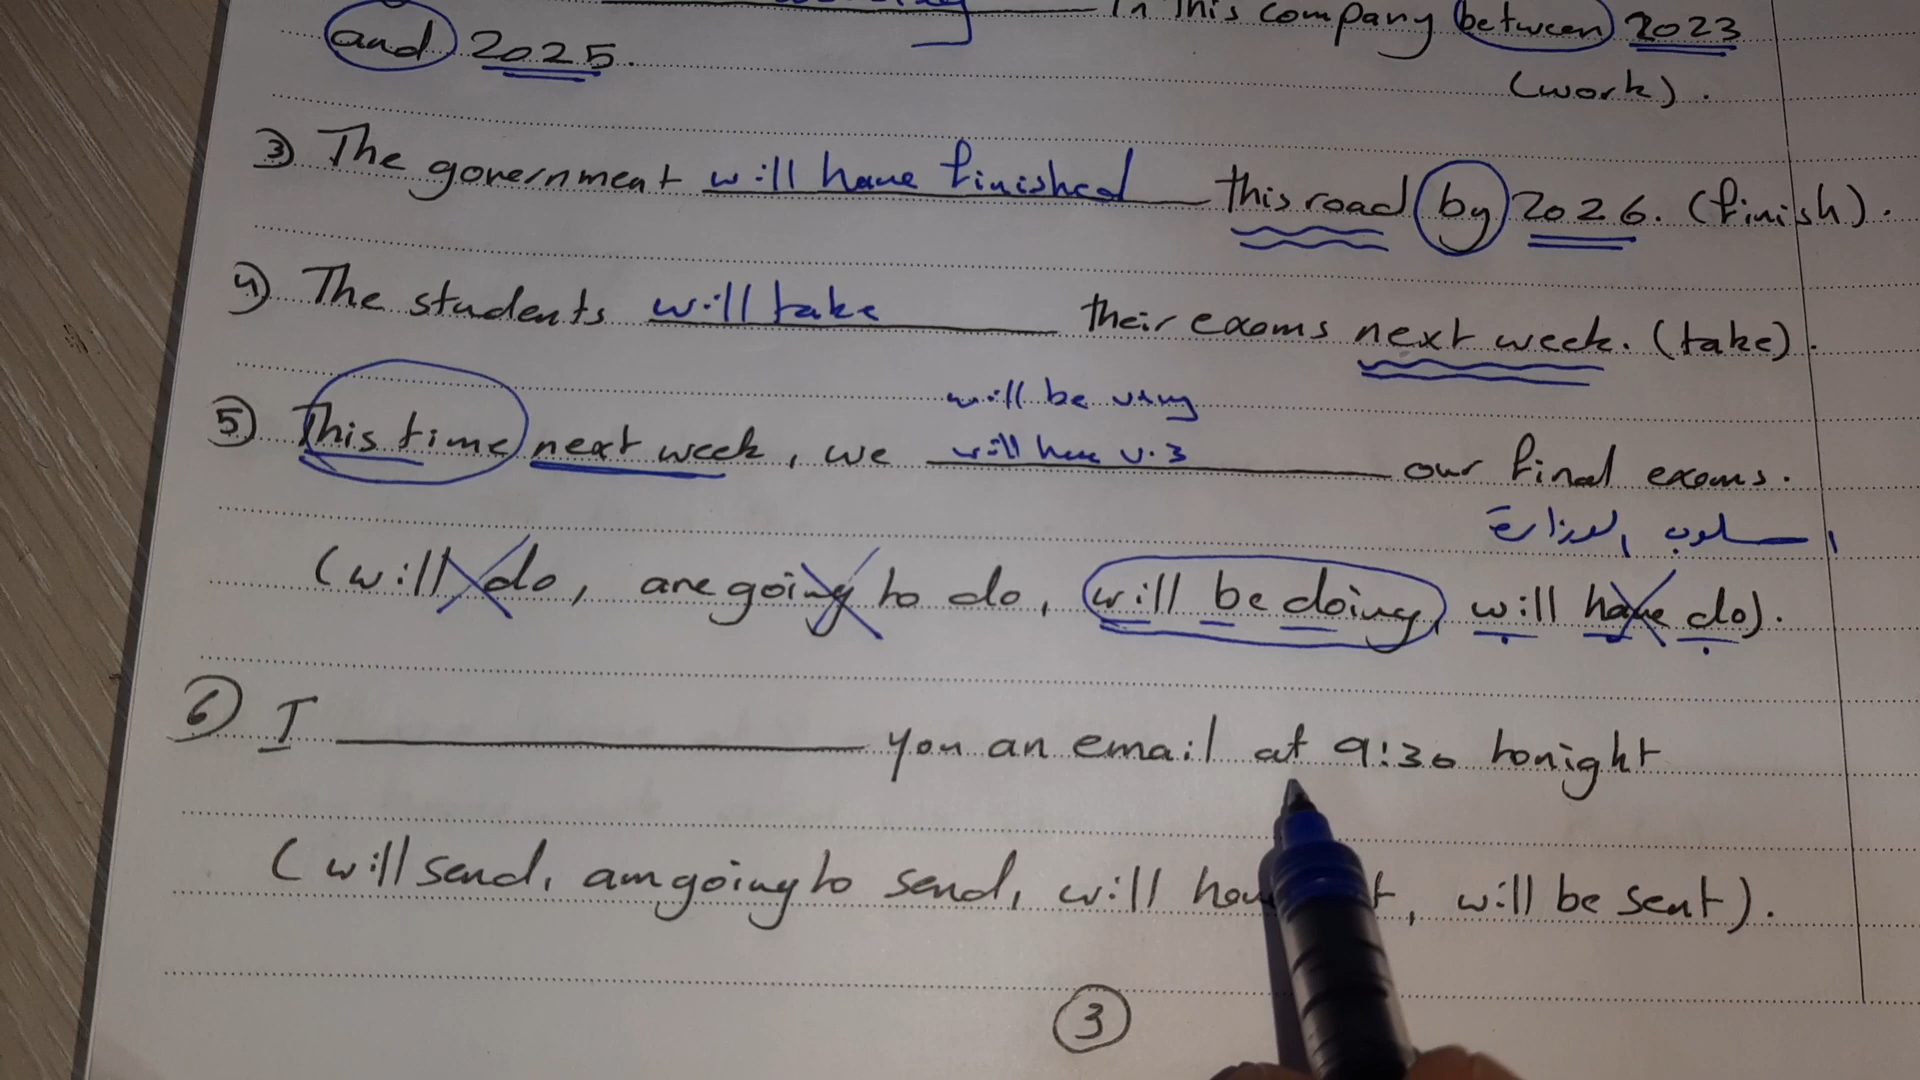 in this company between 2023
and 2025.
(work).
3) The government will have finished this road by 2026. (finish).
4) The students will take their exams next week. (take).
will be v.ing
5) This time next week, we will have v.3 our final exams.
اسلوب الوزارة
(will do, are going to do, will be doing, will have do).
6) I ____ you an email at 9:30 tonight
(will send, am going to send, will, will be sent).
3